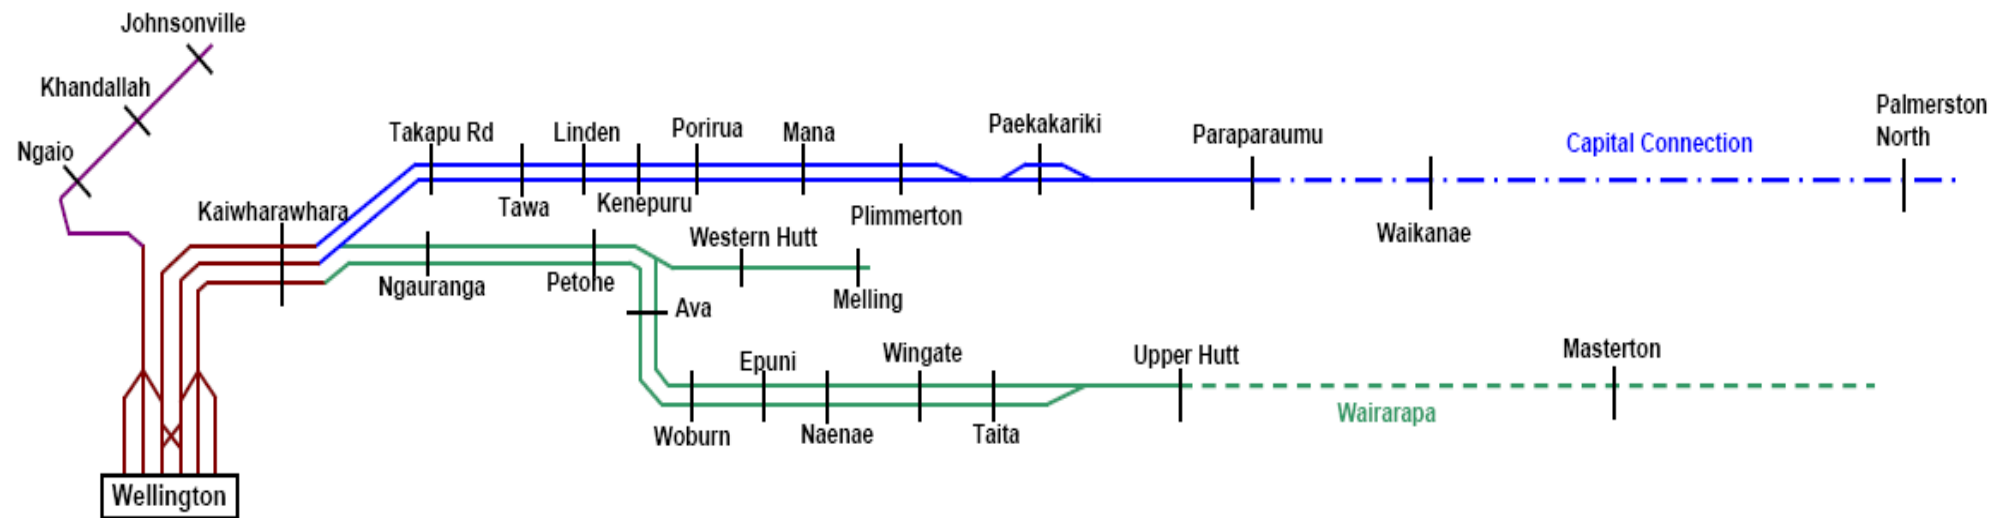 Johnsonville
Khandallah
Ngaio
Kaiwharawhara
Takapu Rd
Tawa
Linden
Kenepuru
Porirua
Mana
Plimmerton
Paekakariki
Paraparaumu
Waikanae
Capital Connection
Palmerston
North
Ngauranga
Petohe
Western Hutt
Melling
Ava
Woburn
Epuni
Naenae
Wingate
Taita
Upper Hutt
Wairarapa
Masterton
Wellington